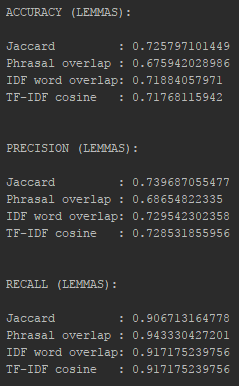 ACCURACY (LEMMAS):
Jaccard : 0.725797101449
Phrasal overlap : 0.675942028986
IDF word overlap: 0.71884057971
TF-IDF cosine : 0.71768115942
PRECISION (LEMMAS):
Jaccard : 0.739687055477
Phrasal overlap : 0.68654822335
IDF word overlap: 0.729542302358
TF-IDF cosine : 0.728531855956
RECALL (LEMMAS):
Jaccard : 0.906713164778
Phrasal overlap : 0.943330427201
IDF word overlap: 0.917175239756
TF-IDF cosine : 0.917175239756